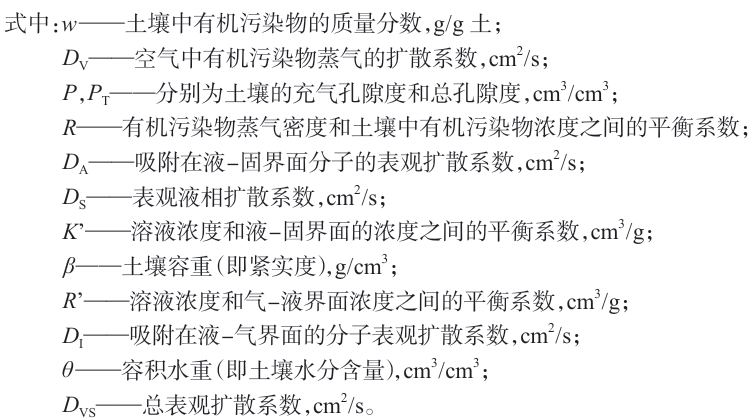 式中:w——土壤中有机污染物的质量分数,g/g 土;
D_V——空气中有机污染物蒸气的扩散系数,cm²/s;
P,P_T——分别为土壤的充气孔隙度和总孔隙度,cm³/cm³;
R——有机污染物蒸气密度和土壤中有机污染物浓度之间的平衡系数;
D_A——吸附在液-固界面分子的表观扩散系数,cm²/s;
D_S——表观液相扩散系数,cm²/s;
K’——溶液浓度和液-固界面的浓度之间的平衡系数,cm³/g;
β——土壤容重(即紧实度),g/cm³;
R’——溶液浓度和气-液界面浓度之间的平衡系数,cm³/g;
D_I——吸附在液-气界面的分子表观扩散系数,cm²/s;
θ——容积水重(即土壤水分含量),cm³/cm³;
D_VS——总表观扩散系数,cm²/s。